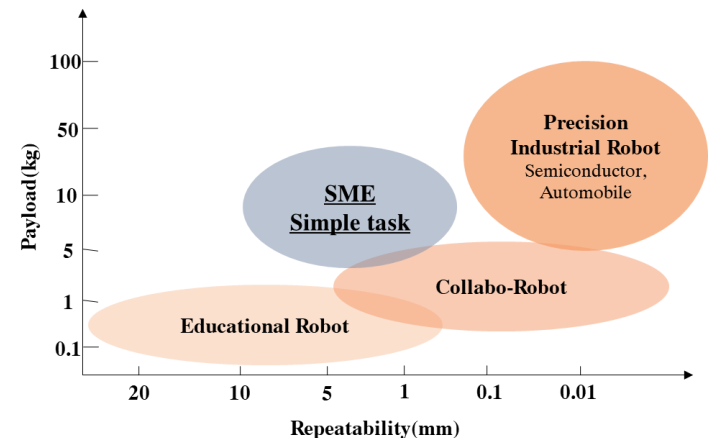 Payload(kg)
100
50
10
5
1
0.1
Precision
Industrial Robot
Semiconductor,
Automobile
SME
Simple task
Collabo-Robot
Educational Robot
20
10
5
1
0.1
0.01
Repeatability(mm)